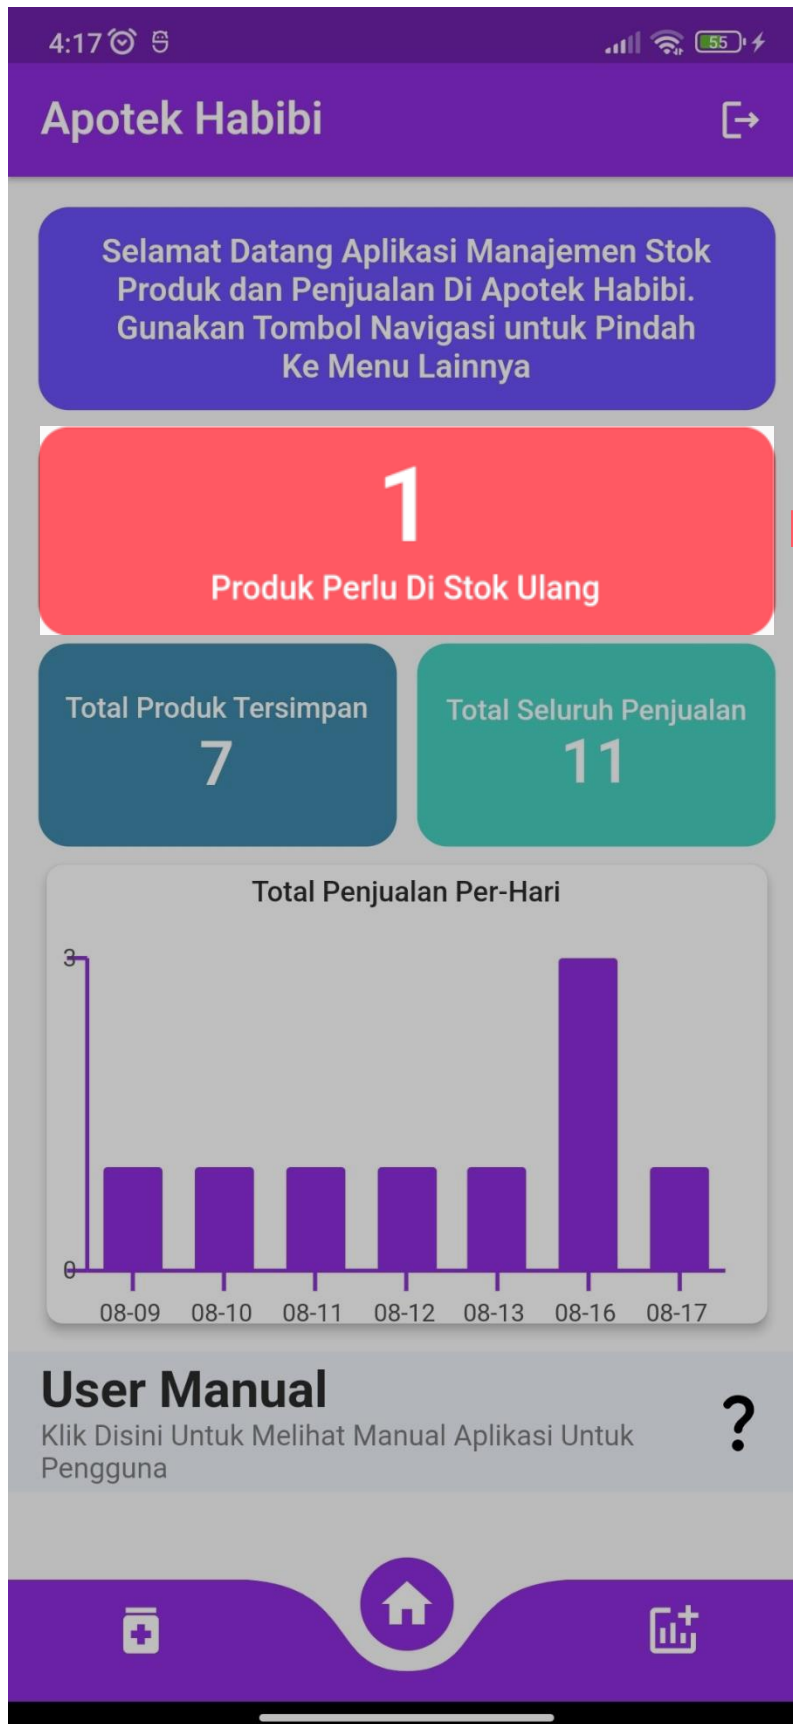 4:17
55
Apotek Habibi
Selamat Datang Aplikasi Manajemen Stok
Produk dan Penjualan Di Apotek Habibi.
Gunakan Tombol Navigasi untuk Pindah
Ke Menu Lainnya
1
Produk Perlu Di Stok Ulang
Total Produk Tersimpan
7
Total Seluruh Penjualan
11
Total Penjualan Per-Hari
3
0
08-09 08-10 08-11 08-12 08-13 08-16 08-17
User Manual
Klik Disini Untuk Melihat Manual Aplikasi Untuk
Pengguna
?